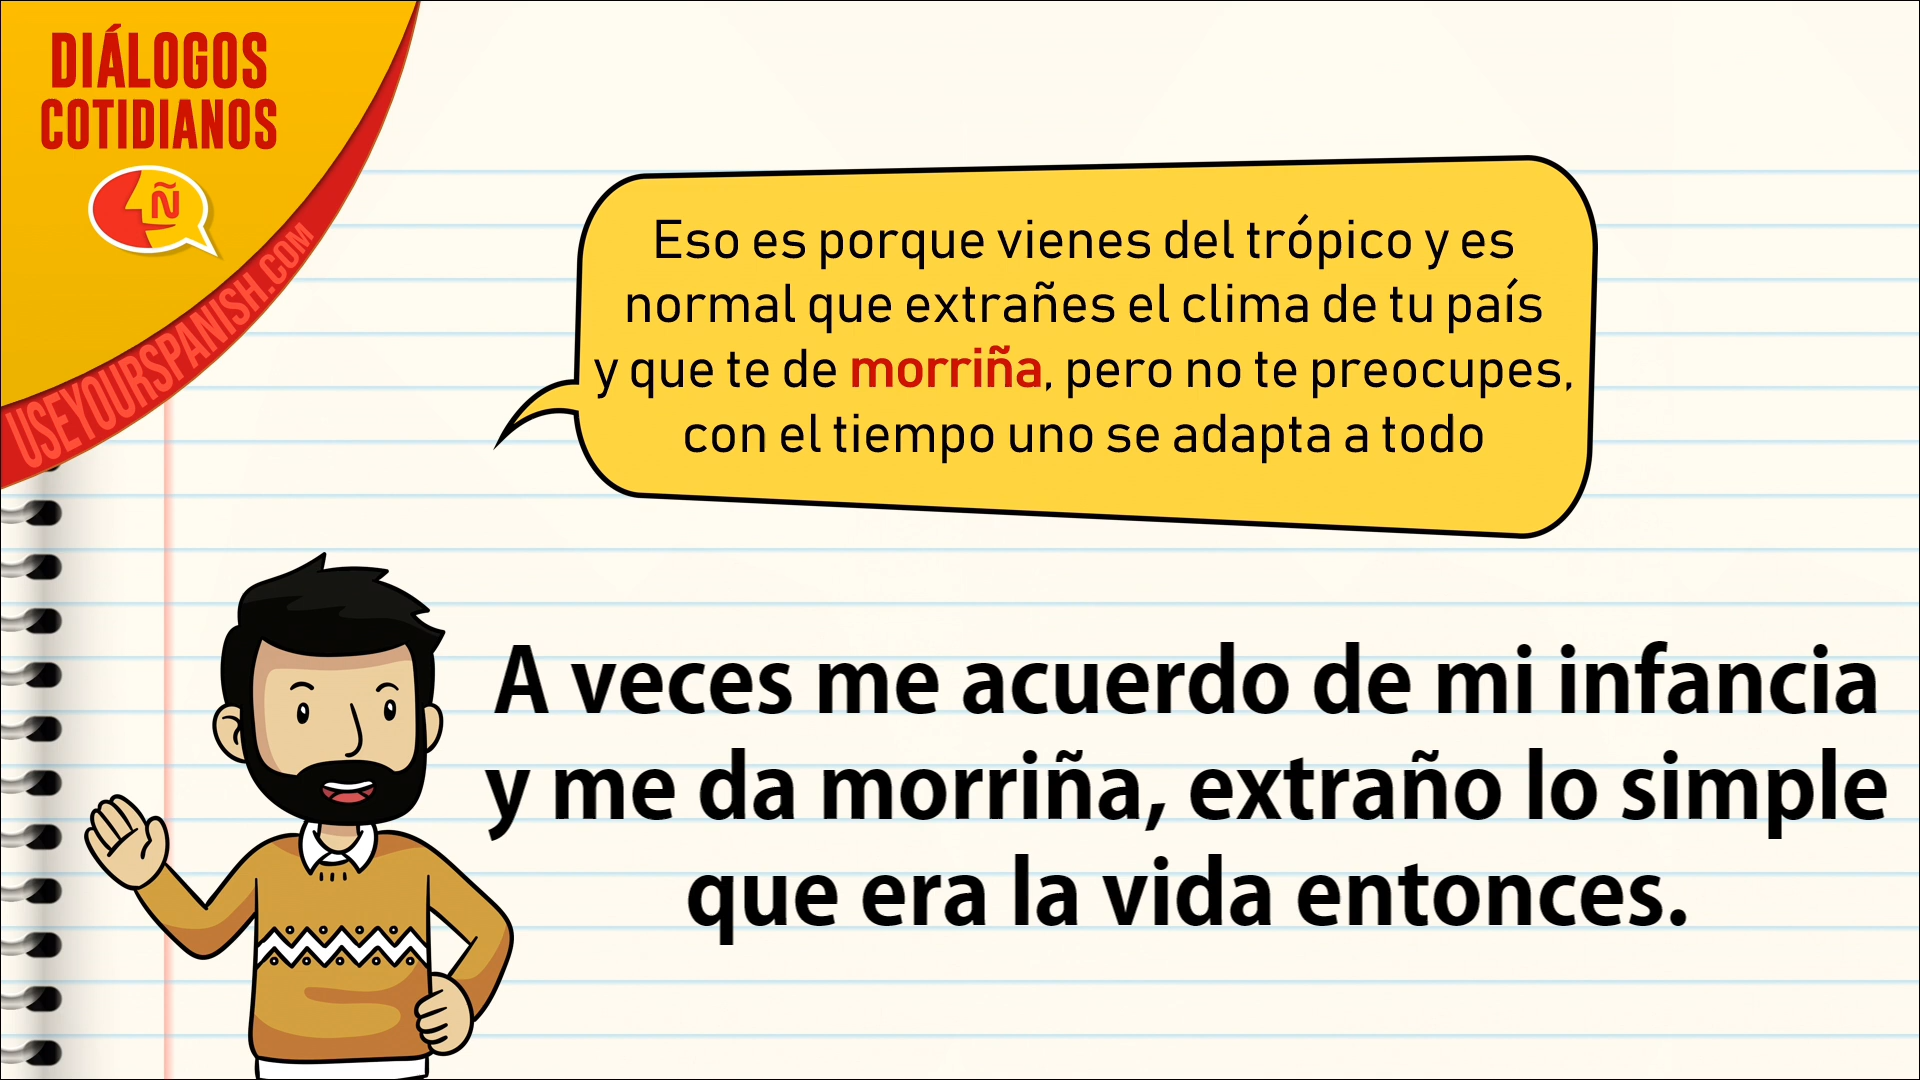 DIÁLOGOS
COTIDIANOS
Ñ
USEYOURSPANISH.COM
Eso es porque vienes del trópico y es
normal que extrañes el clima de tu país
y que te de morriña, pero no te preocupes,
con el tiempo uno se adapta a todo
A veces me acuerdo de mi infancia
y me da morriña, extraño lo simple
que era la vida entonces.